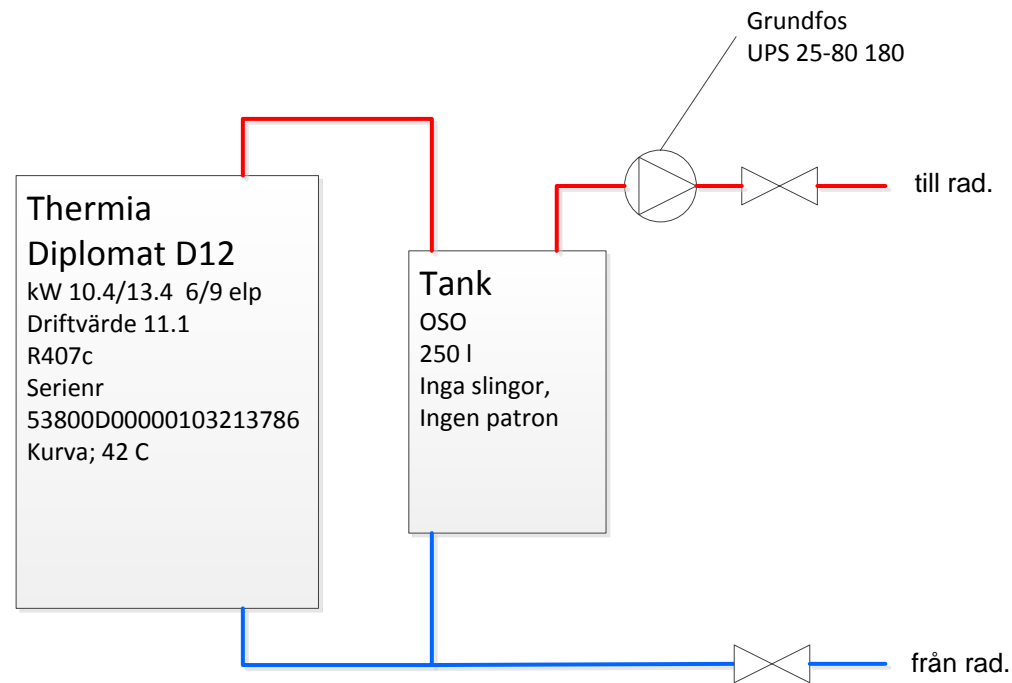 Grundfos
UPS 25-80 180
till rad.
Thermia
Diplomat D12
kW 10.4/13.4  6/9 elp
Driftvärde 11.1
R407c
Serienr
53800D00000103213786
Kurva; 42 C
Tank
OSO
250 l
Inga slingor,
Ingen patron
från rad.